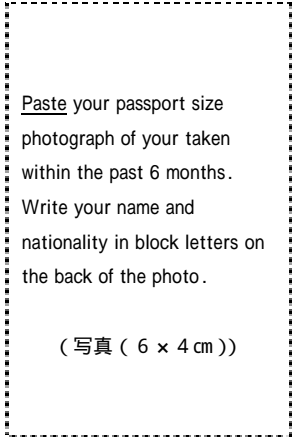 Paste your passport size
photograph of your taken
within the past 6 months.
Write your name and
nationality in block letters on
the back of the photo.
(写真（６×４㎝))